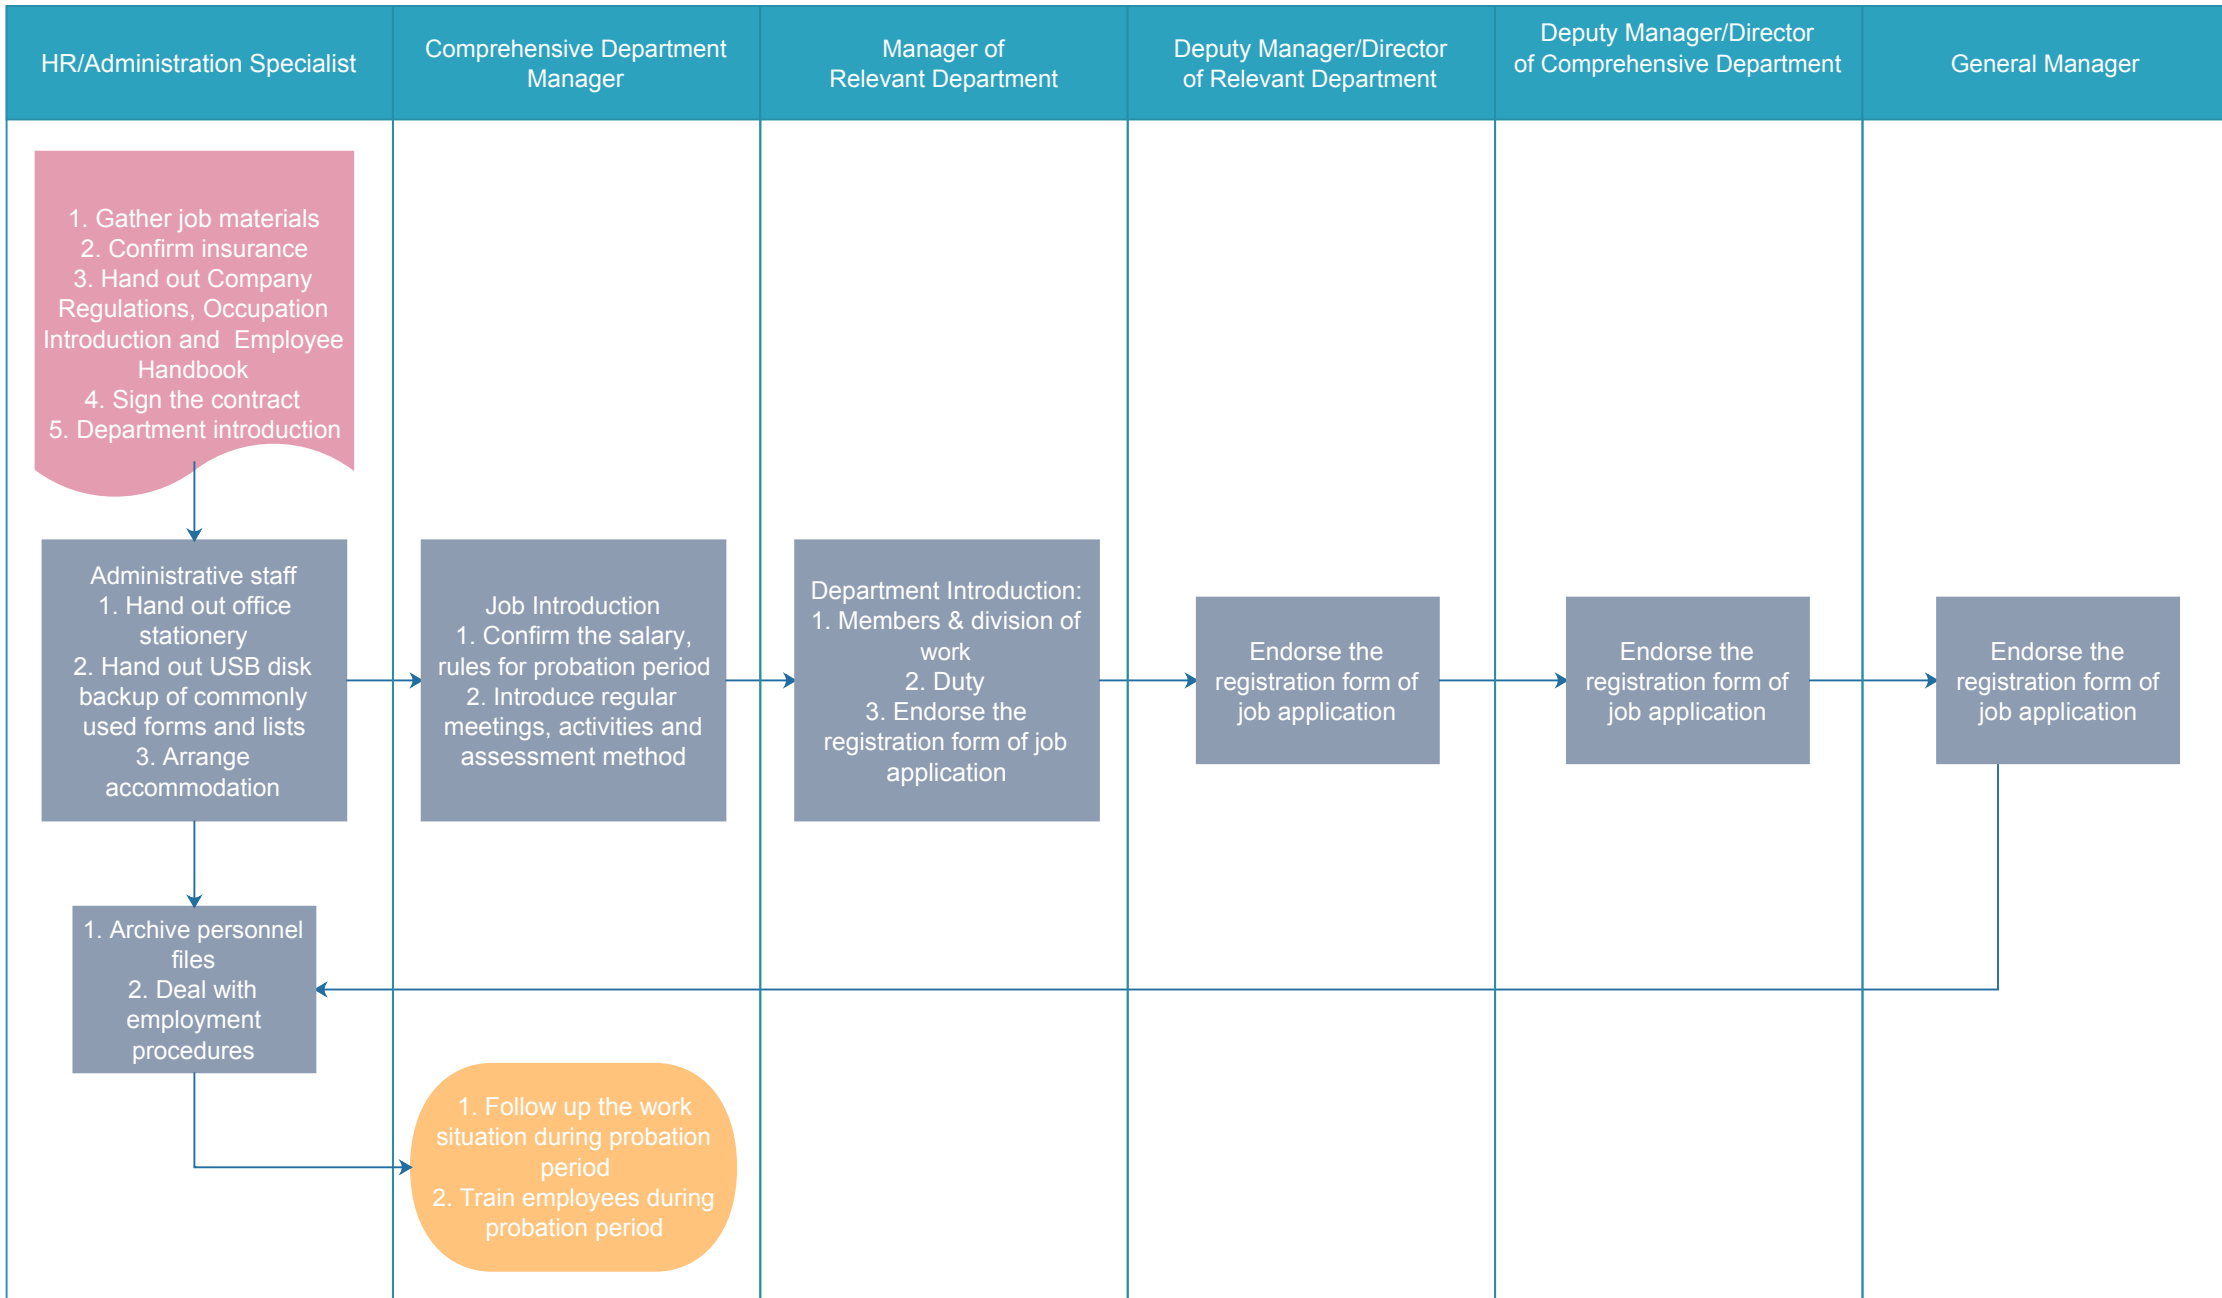 HR/Administration Specialist
Comprehensive Department
Manager
Manager of
Relevant Department
Deputy Manager/Director
of Relevant Department
Deputy Manager/Director
of Comprehensive Department
General Manager
1. Gather job materials
2. Confirm insurance
3. Hand out Company
Regulations, Occupation
Introduction and  Employee
Handbook
4. Sign the contract
5. Department introduction
Administrative staff
1. Hand out office
stationery
2. Hand out USB disk
backup of commonly
used forms and lists
3. Arrange
accommodation
Job Introduction
1. Confirm the salary,
rules for probation period
2. Introduce regular
meetings, activities and
assessment method
Department Introduction:
1. Members & division of
work
2. Duty
3. Endorse the
registration form of job
application
Endorse the
registration form of
job application
Endorse the
registration form of
job application
Endorse the
registration form of
job application
1. Archive personnel
files
2. Deal with
employment
procedures
1. Follow up the work
situation during probation
period
2. Train employees during
probation period